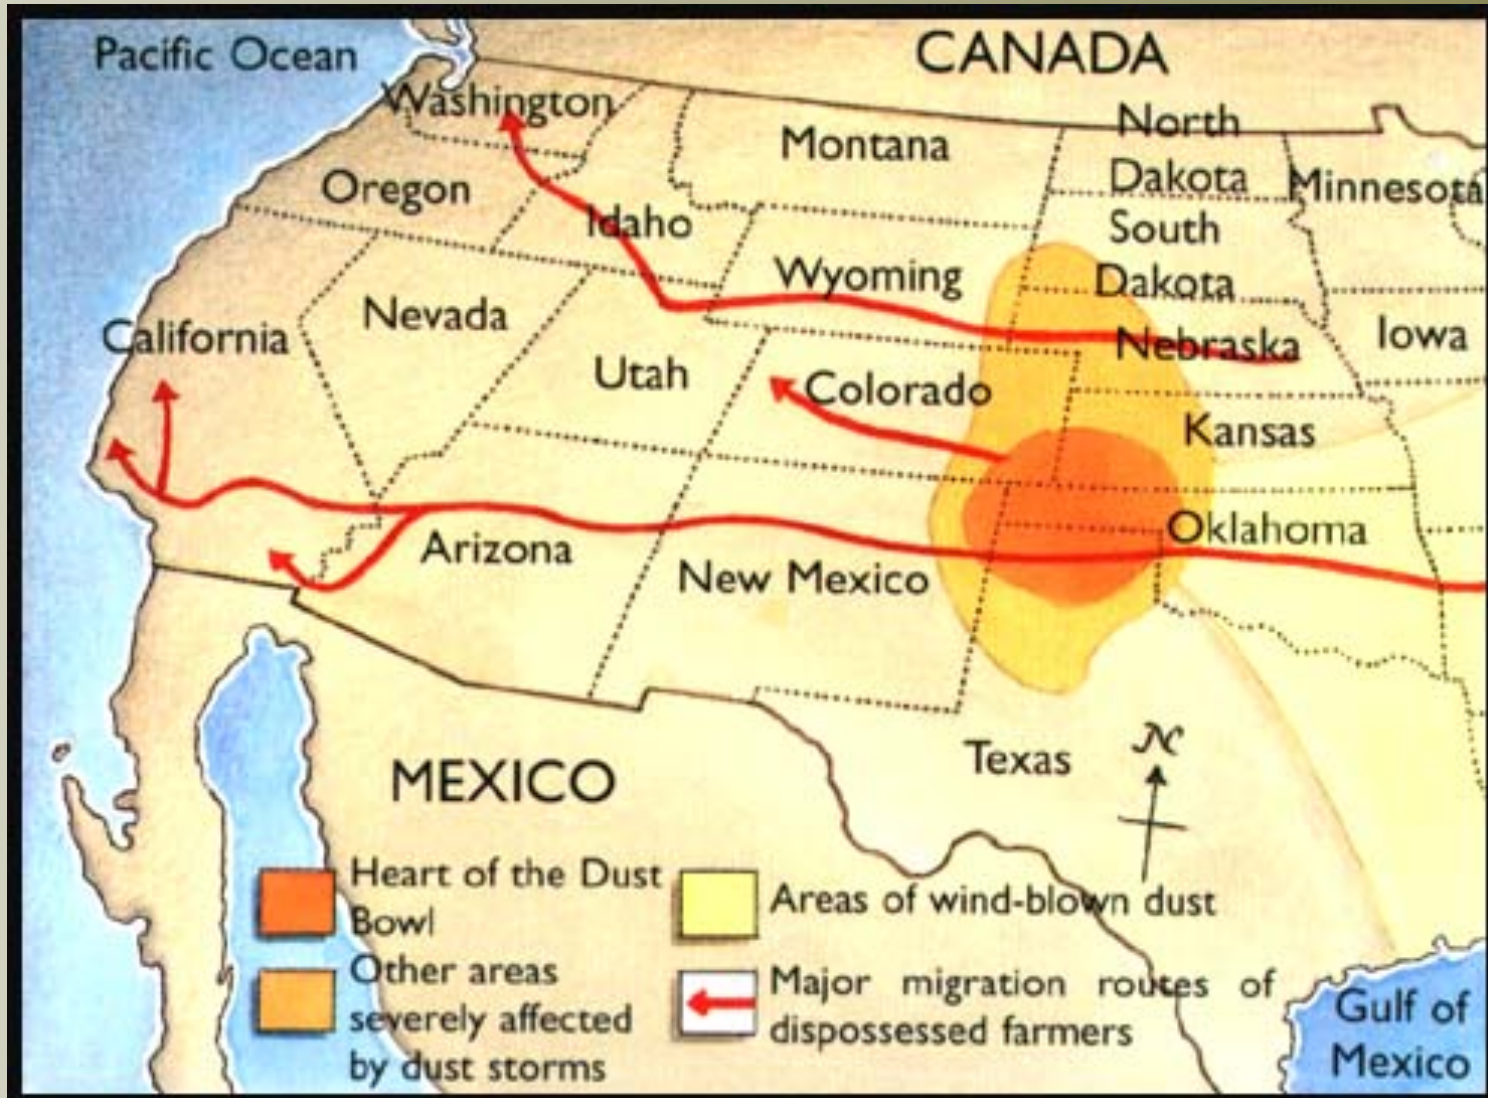 Pacific Ocean
CANADA
Washington
North
Dakota
Montana
Minnesota
Oregon
Idaho
South
Dakota
Wyoming
Nevada
California
Nebraska
Iowa
Utah
Colorado
Kansas
Oklahoma
Arizona
New Mexico
Texas
N
MEXICO
Heart of the Dust
Bowl
Other areas
severely affected
by dust storms
Areas of wind-blown dust
Major migration routes of
dispossessed farmers
Gulf of
Mexico